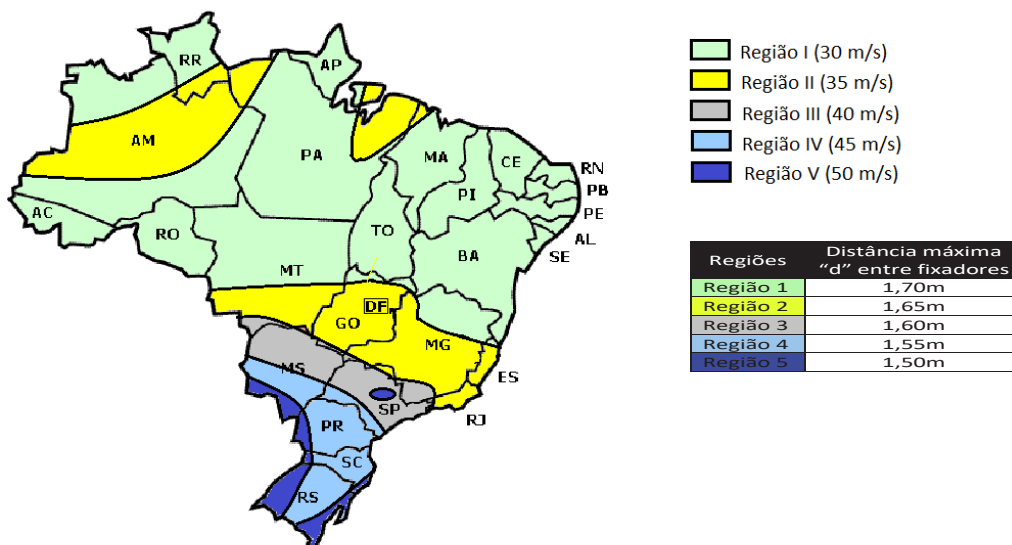 RR
AP
AM
PA
MA
CE
RN
PB
PI
PE
AC
AL
RO
TO
SE
BA
MT
DF
GO
MG
ES
MS
SP
RJ
PR
SC
RS
Região I (30 m/s)
Região II (35 m/s)
Região III (40 m/s)
Região IV (45 m/s)
Região V (50 m/s)
Regiões Distância máxima
“d” entre fixadores
Região 1 1,70m
Região 2 1,65m
Região 3 1,60m
Região 4 1,55m
Região 5 1,50m